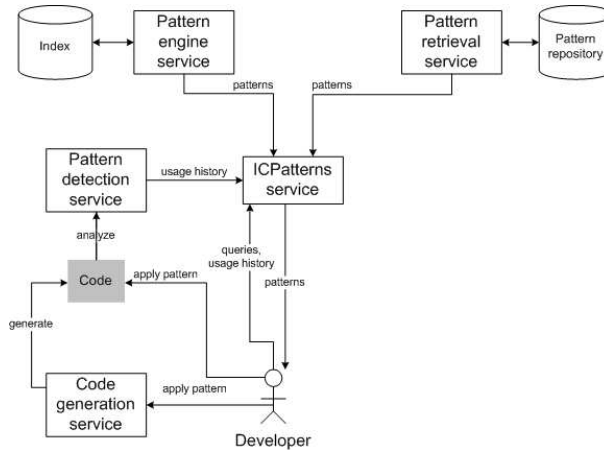 Index
Pattern
engine
service
Pattern
retrieval
service
Pattern
repository
patterns
patterns
Pattern
detection
service
usage history
ICPatterns
service
analyze
queries,
usage history
patterns
Code
apply pattern
generate
Code
generation
service
apply pattern
Developer